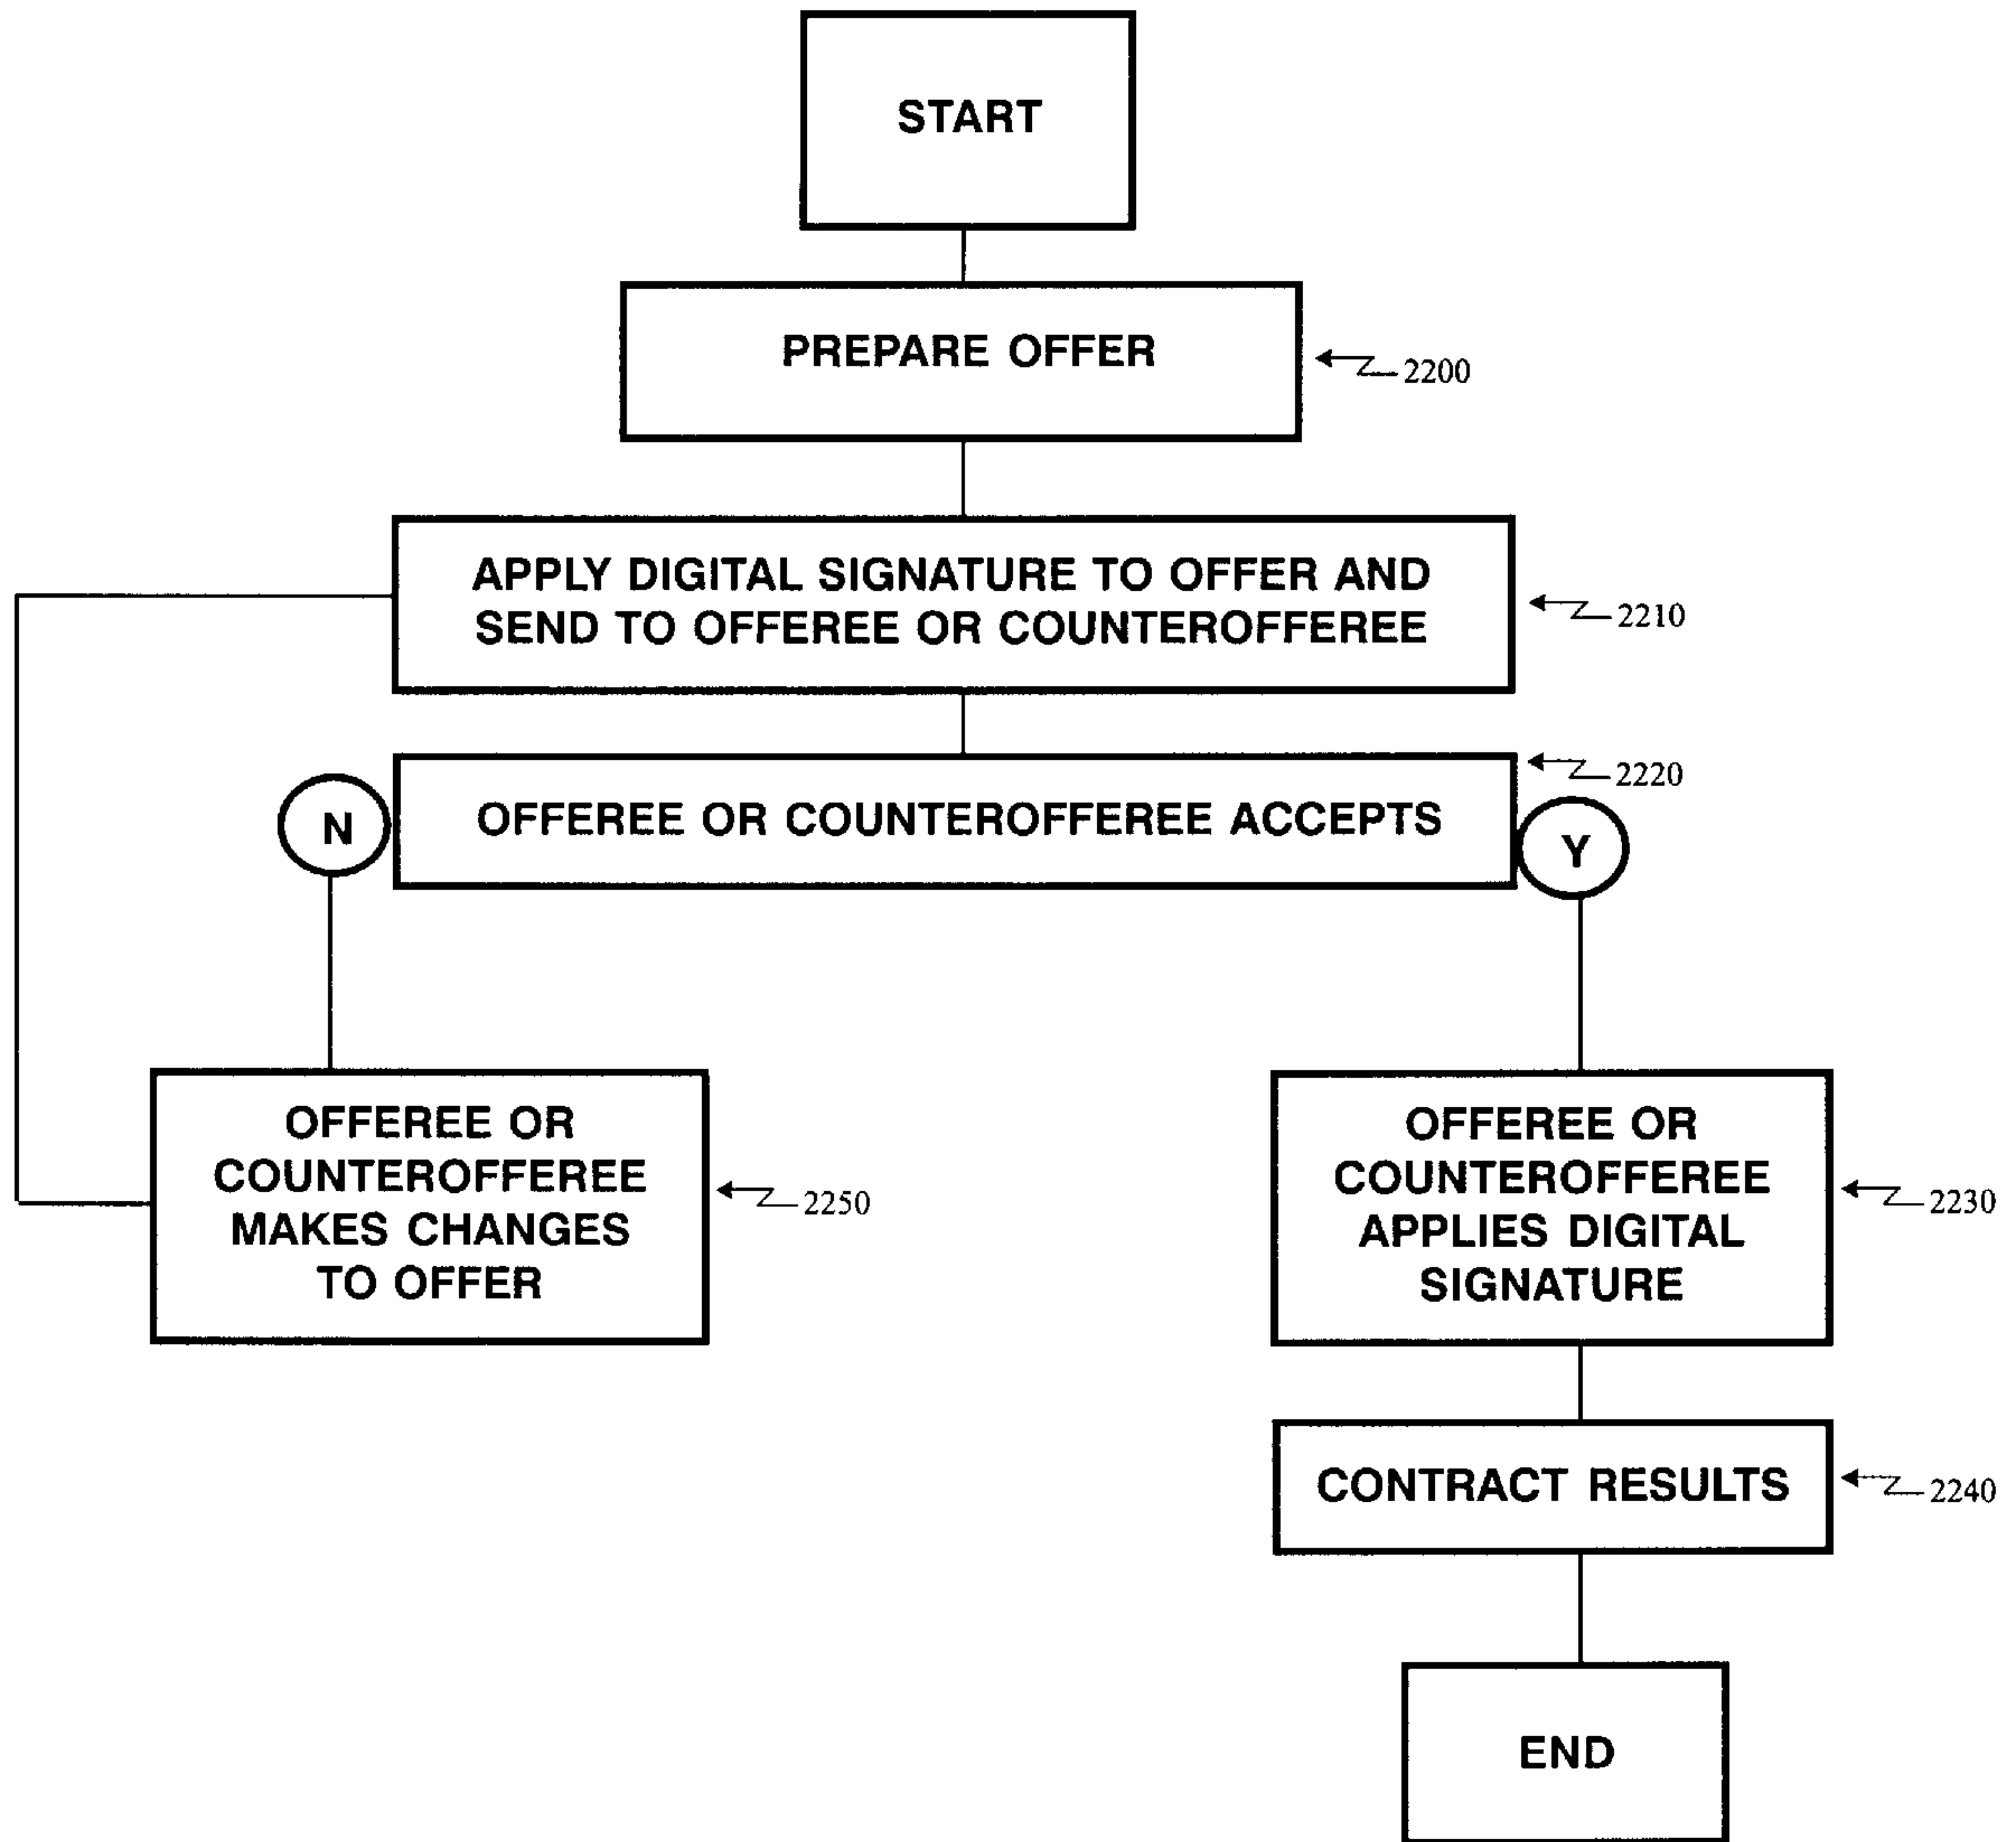 START
PREPARE OFFER
2200
APPLY DIGITAL SIGNATURE TO OFFER AND
SEND TO OFFEREE OR COUNTEROFFEREE
2210
2220
N
OFFEREE OR COUNTEROFFEREE ACCEPTS
Y
OFFEREE OR
COUNTEROFFEREE
MAKES CHANGES
TO OFFER
2250
OFFEREE OR
COUNTEROFFEREE
APPLIES DIGITAL
SIGNATURE
2230
CONTRACT RESULTS
2240
END